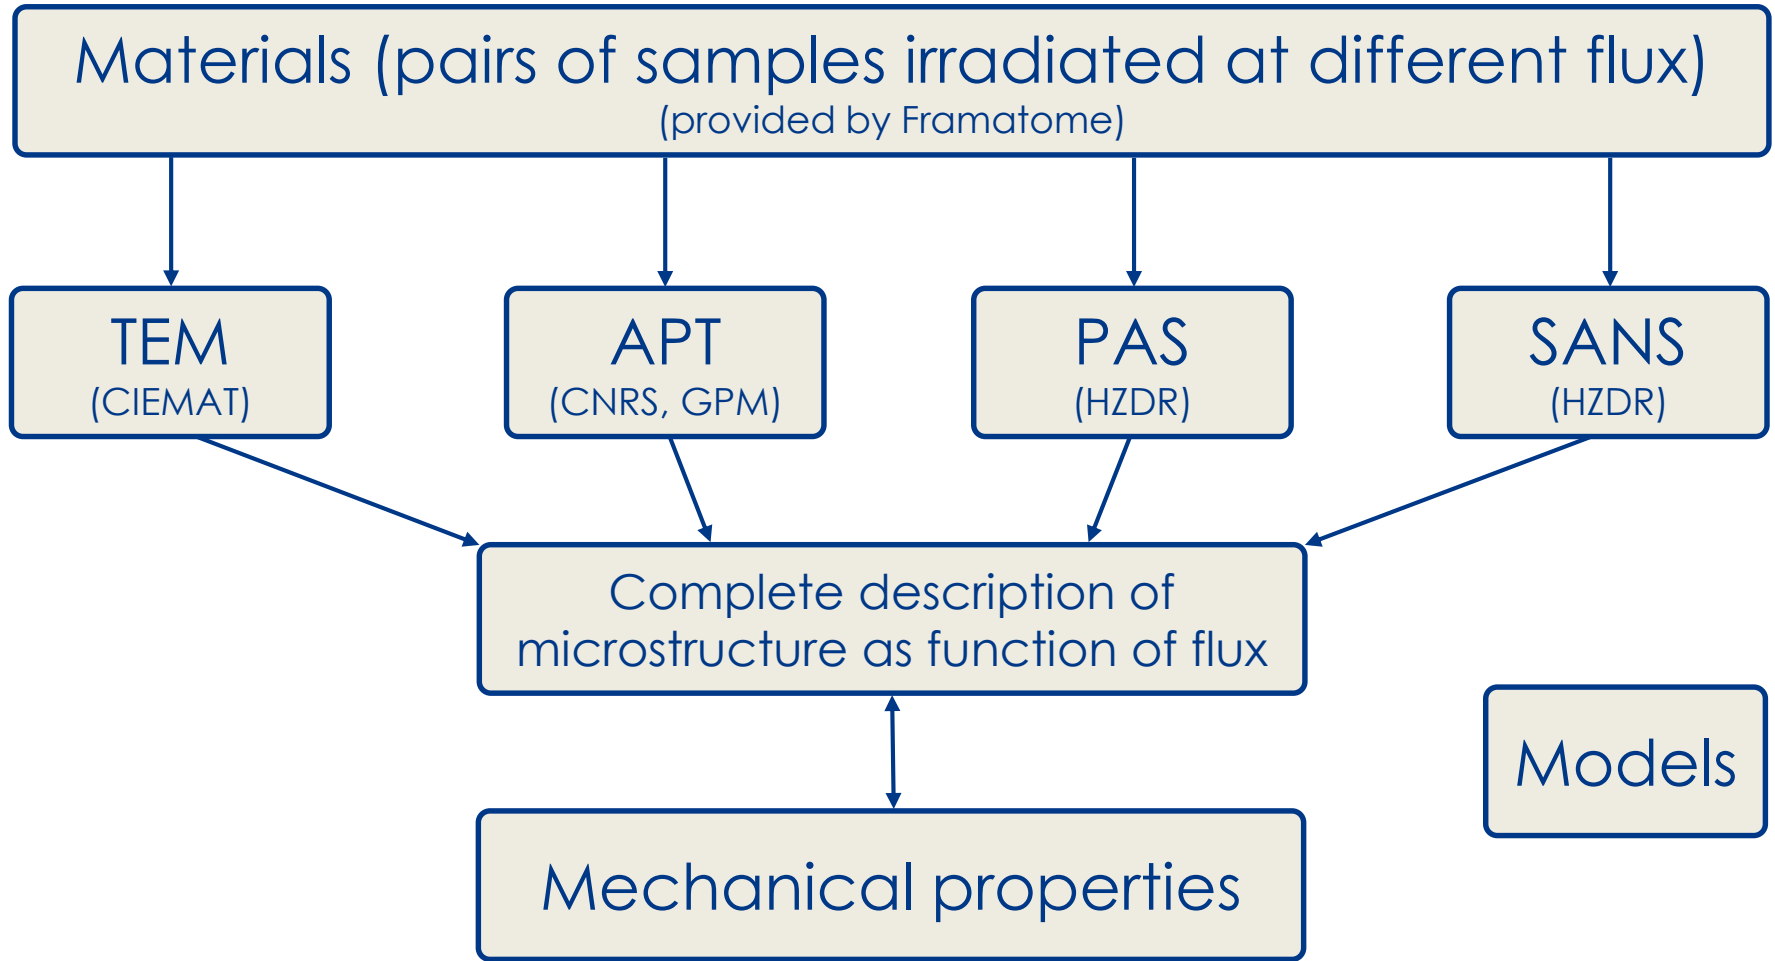 Materials (pairs of samples irradiated at different flux)
(provided by Framatome)
TEM
(CIEMAT)
APT
(CNRS, GPM)
PAS
(HZDR)
SANS
(HZDR)
Complete description of
microstructure as function of flux
Models
Mechanical properties